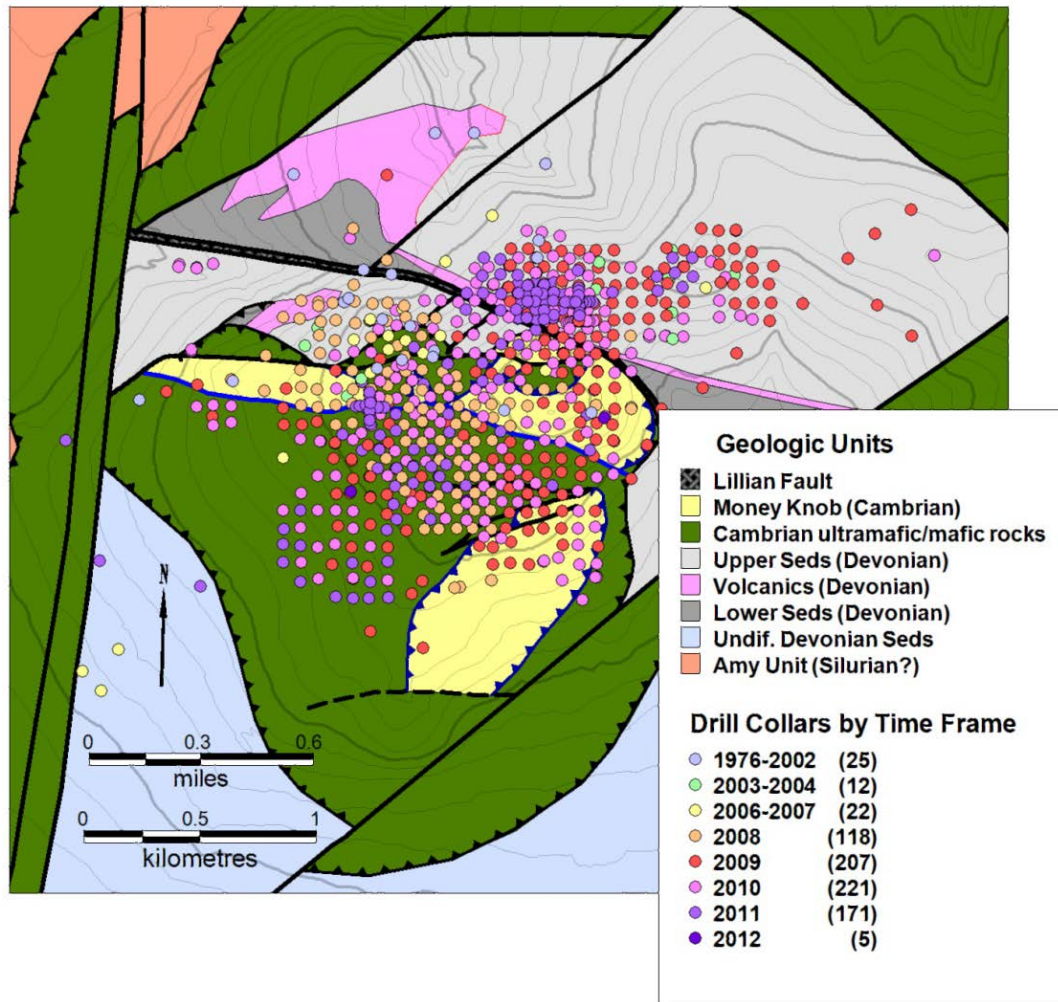 N
0 0.3 0.6
miles
0 0.5 1
kilometres
Geologic Units
Lillian Fault
Money Knob (Cambrian)
Cambrian ultramafic/mafic rocks
Upper Seds (Devonian)
Volcanics (Devonian)
Lower Seds (Devonian)
Undif. Devonian Seds
Amy Unit (Silurian?)
Drill Collars by Time Frame
1976-2002 (25)
2003-2004 (12)
2006-2007 (22)
2008 (118)
2009 (207)
2010 (221)
2011 (171)
2012 (5)